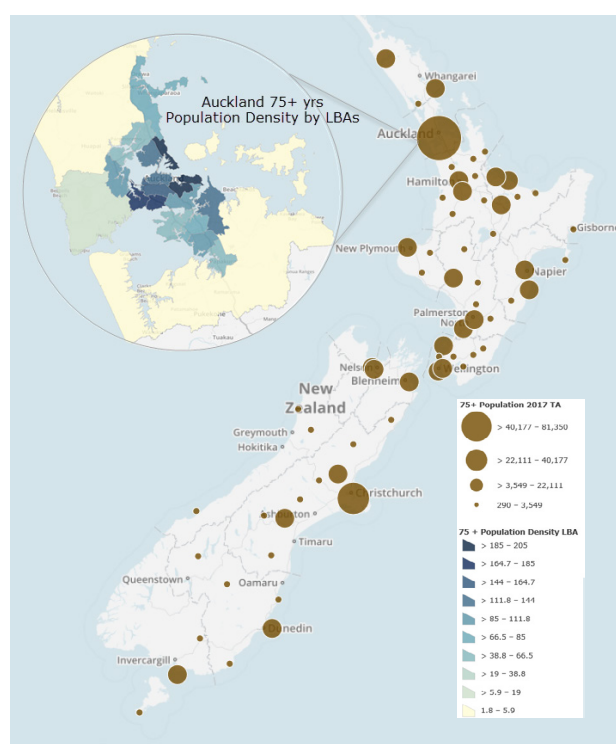 Auckland 75+ yrs
Population Density by LBAs
Whangarei
Auckland
Hamilton
Gisborne
New Plymouth
Napier
Palmerston
Nelson
Wellington
Blenheim
New
Zealand
Greymouth
Hokitika
Christchurch
Ashburton
Timaru
Queenstown
Oamaru
Dunedin
Invercargill
Tuakau
75+ Population 2017 TA
> 40,177 – 81,350
> 22,111 – 40,177
> 3,549 – 22,111
290 – 3,549
75 + Population Density LBA
> 185 – 205
> 164.7 – 185
> 144 – 164.7
> 111.8 – 144
> 85 – 111.8
> 66.5 – 85
> 38.8 – 66.5
> 19 – 38.8
> 5.9 – 19
1.8 – 5.9